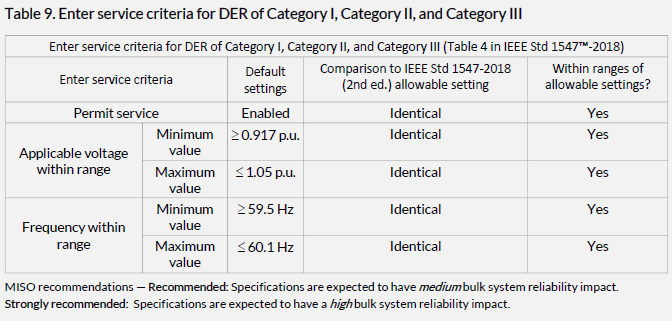 Table 9. Enter service criteria for DER of Category I, Category II, and Category III
Enter service criteria for DER of Category I, Category II, and Category III (Table 4 in IEEE Std 1547™-2018)
Enter service criteria
Default
settings
Comparison to IEEE Std 1547-2018
(2nd ed.) allowable setting
Within ranges of
allowable settings?
Permit service
Enabled
Identical
Yes
Applicable voltage
within range
Minimum
value
≥ 0.917 p.u.
Identical
Yes
Maximum
value
≤ 1.05 p.u.
Identical
Yes
Frequency within
range
Minimum
value
≥ 59.5 Hz
Identical
Yes
Maximum
value
≤ 60.1 Hz
Identical
Yes
MISO recommendations — Recommended: Specifications are expected to have medium bulk system reliability impact.
Strongly recommended: Specifications are expected to have a high bulk system reliability impact.